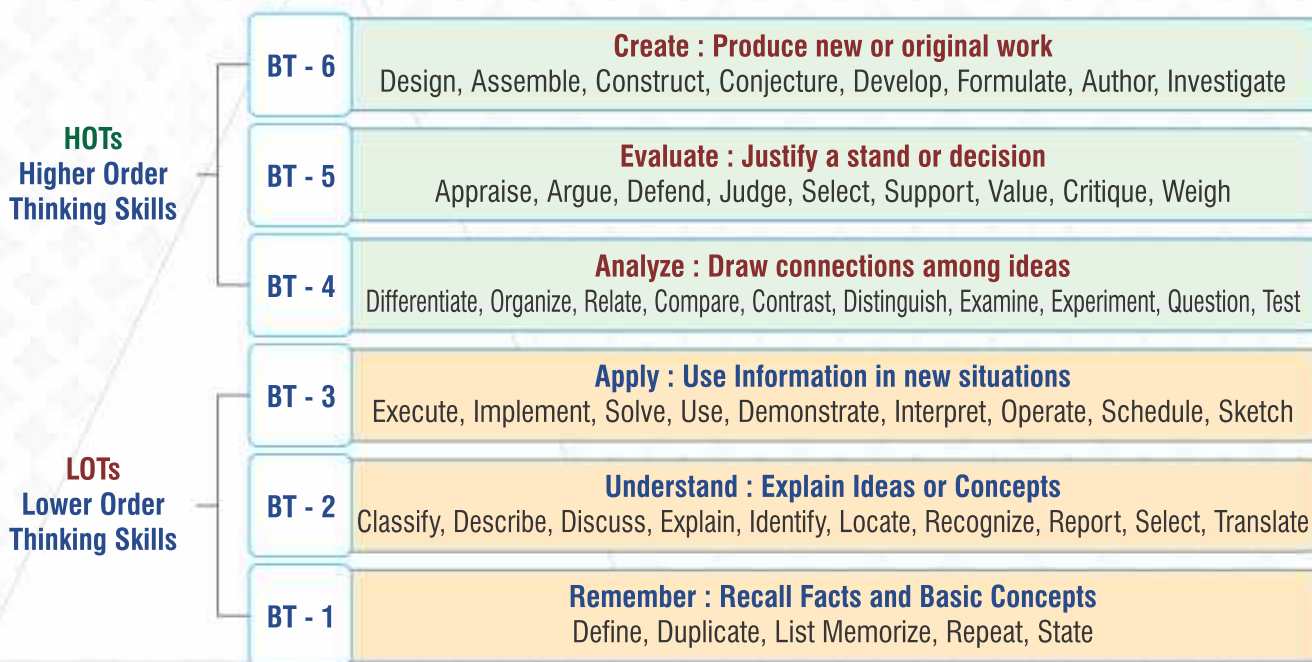 HOTs
Higher Order
Thinking Skills
BT - 6
Create : Produce new or original work
Design, Assemble, Construct, Conjecture, Develop, Formulate, Author, Investigate
BT - 5
Evaluate : Justify a stand or decision
Appraise, Argue, Defend, Judge, Select, Support, Value, Critique, Weigh
BT - 4
Analyze : Draw connections among ideas
Differentiate, Organize, Relate, Compare, Contrast, Distinguish, Examine, Experiment, Question, Test
LOTs
Lower Order
Thinking Skills
BT - 3
Apply : Use Information in new situations
Execute, Implement, Solve, Use, Demonstrate, Interpret, Operate, Schedule, Sketch
BT - 2
Understand : Explain Ideas or Concepts
Classify, Describe, Discuss, Explain, Identify, Locate, Recognize, Report, Select, Translate
BT - 1
Remember : Recall Facts and Basic Concepts
Define, Duplicate, List Memorize, Repeat, State